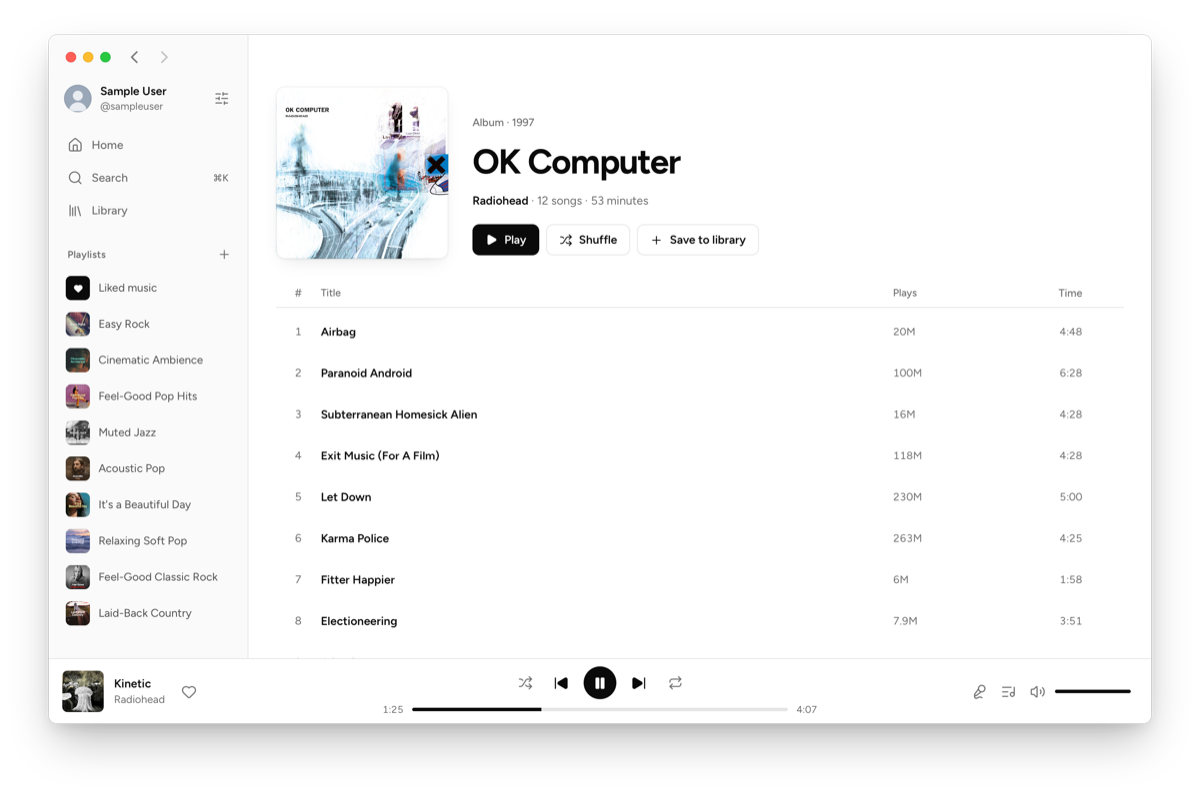 Sample User
@sampleuser
Home
Search ⌘K
Library
Playlists
Liked music
Easy Rock
Cinematic Ambience
Feel-Good Pop Hits
Muted Jazz
Acoustic Pop
It's a Beautiful Day
Relaxing Soft Pop
Feel-Good Classic Rock
Laid-Back Country
OK COMPUTER
RADIOHEAD
Album · 1997
OK Computer
Radiohead · 12 songs · 53 minutes
Play
Shuffle
Save to library
# Title Plays Time
1 Airbag 20M 4:48
2 Paranoid Android 100M 6:28
3 Subterranean Homesick Alien 16M 4:28
4 Exit Music (For A Film) 118M 4:28
5 Let Down 230M 5:00
6 Karma Police 263M 4:25
7 Fitter Happier 6M 1:58
8 Electioneering 7.9M 3:51
Kinetic
Radiohead
1:25
4:07